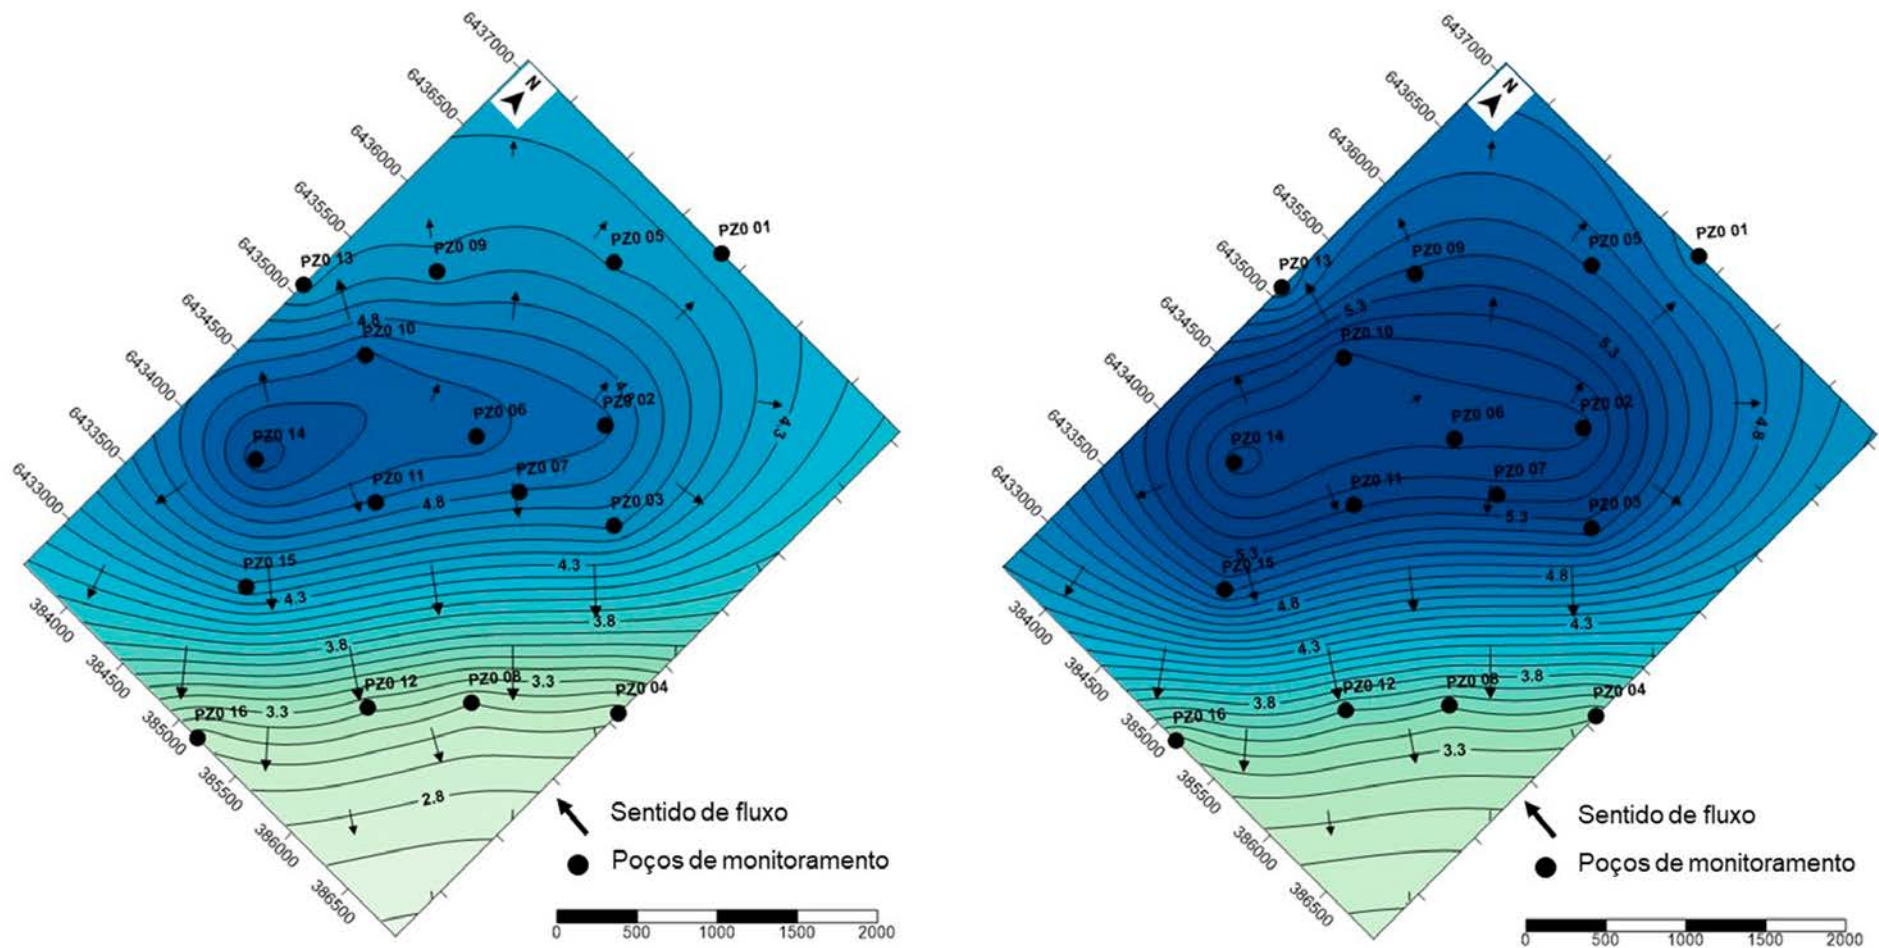 6437000
6436500
6436000
6435500
6435000
6434500
6434000
6433500
6433000
N
PZ0 01
PZ0 05
PZ0 09
PZ0 13
4.8
PZ0 10
PZ0 02
PZ0 06
4.3
PZ0 14
PZ0 07
PZ0 11
4.8
PZ0 03
PZ0 15
4.3
4.3
3.8
3.8
PZ0 08
3.3
PZ0 12
PZ0 04
PZ0 16
3.3
2.8
384000
384500
385000
385500
386000
386500
Sentido de fluxo
Poços de monitoramento
0 500 1000 1500 2000
6437000
6436500
6436000
6435500
6435000
6434500
6434000
6433500
6433000
N
PZ0 01
PZ0 05
PZ0 09
PZ0 13
5.3
PZ0 10
5.3
PZ0 02
PZ0 06
4.8
PZ0 14
PZ0 07
PZ0 11
PZ0 03
5.3
5.3
PZ0 15
4.8
4.8
4.3
4.3
3.8
PZ0 08
PZ0 12
PZ0 04
3.8
PZ0 16
3.3
384000
384500
385000
385500
386000
386500
Sentido de fluxo
Poços de monitoramento
0 500 1000 1500 2000